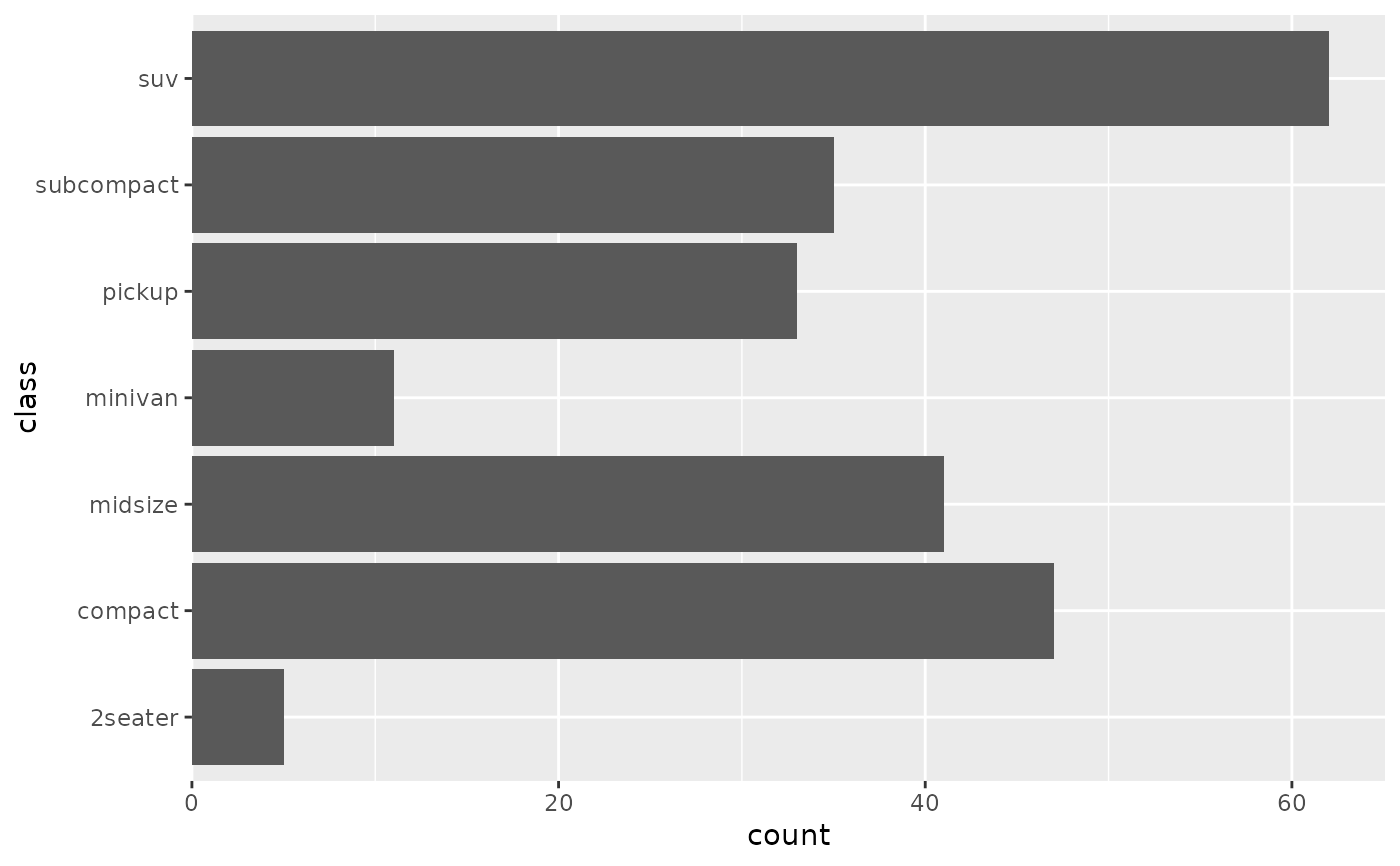 suv
subcompact
pickup
minivan
midsize
compact
2seater
class
0 20 40 60
count